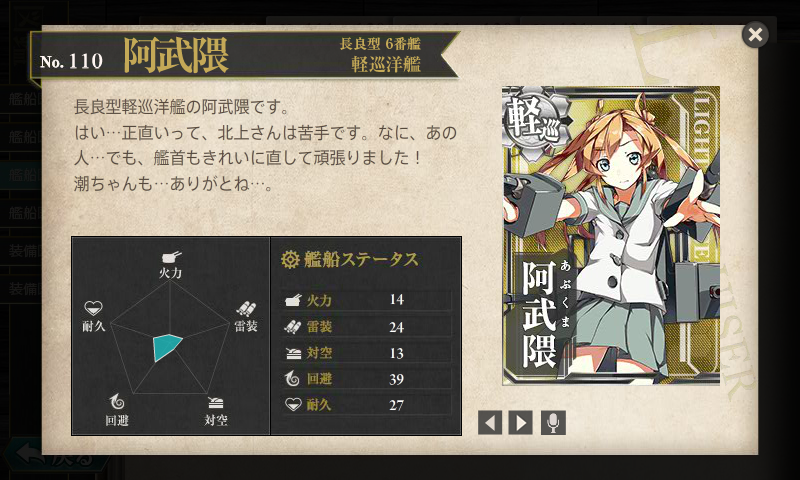 No. 110 阿武隈
長良型 6番艦
軽巡洋艦
長良型軽巡洋艦の阿武隈です。
はい…正直いって、北上さんは苦手です。なに、あの
人…でも、艦首もきれいに直して頑張りました！
潮ちゃんも…ありがとね…。
軽巡
LIGHT
阿武隈
あぶくま
火力
耐久
雷装
回避
対空
艦船ステータス
火力 14
雷装 24
対空 13
回避 39
耐久 27
戻る